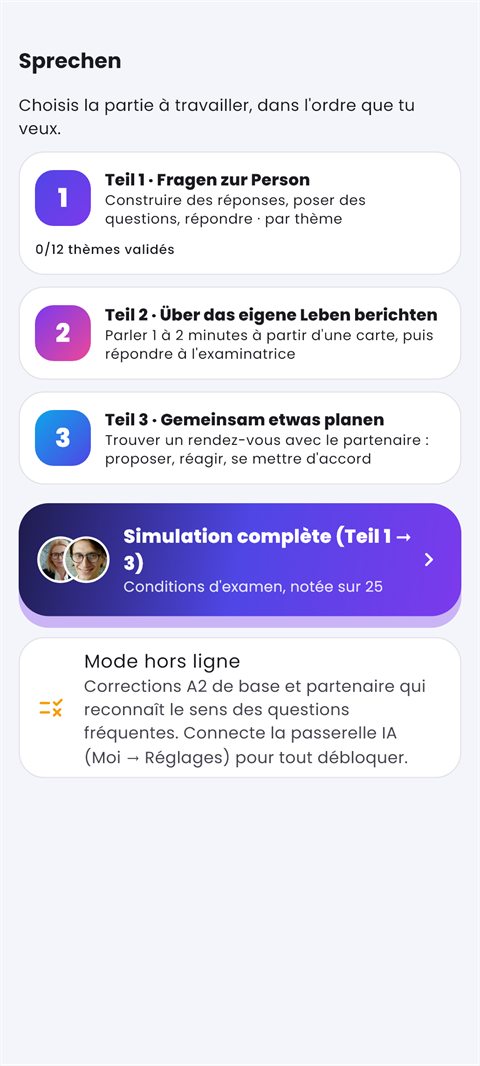 Sprechen
Choisis la partie à travailler, dans l'ordre que tu
veux.
1
Teil 1 · Fragen zur Person
Construire des réponses, poser des
questions, répondre · par thème
0/12 thèmes validés
2
Teil 2 · Über das eigene Leben berichten
Parler 1 à 2 minutes à partir d'une carte, puis
répondre à l'examinatrice
3
Teil 3 · Gemeinsam etwas planen
Trouver un rendez-vous avec le partenaire :
proposer, réagir, se mettre d'accord
Simulation complète (Teil 1 →
3)
Conditions d'examen, notée sur 25
Mode hors ligne
Corrections A2 de base et partenaire qui
reconnaît le sens des questions
fréquentes. Connecte la passerelle IA
(Moi → Réglages) pour tout débloquer.